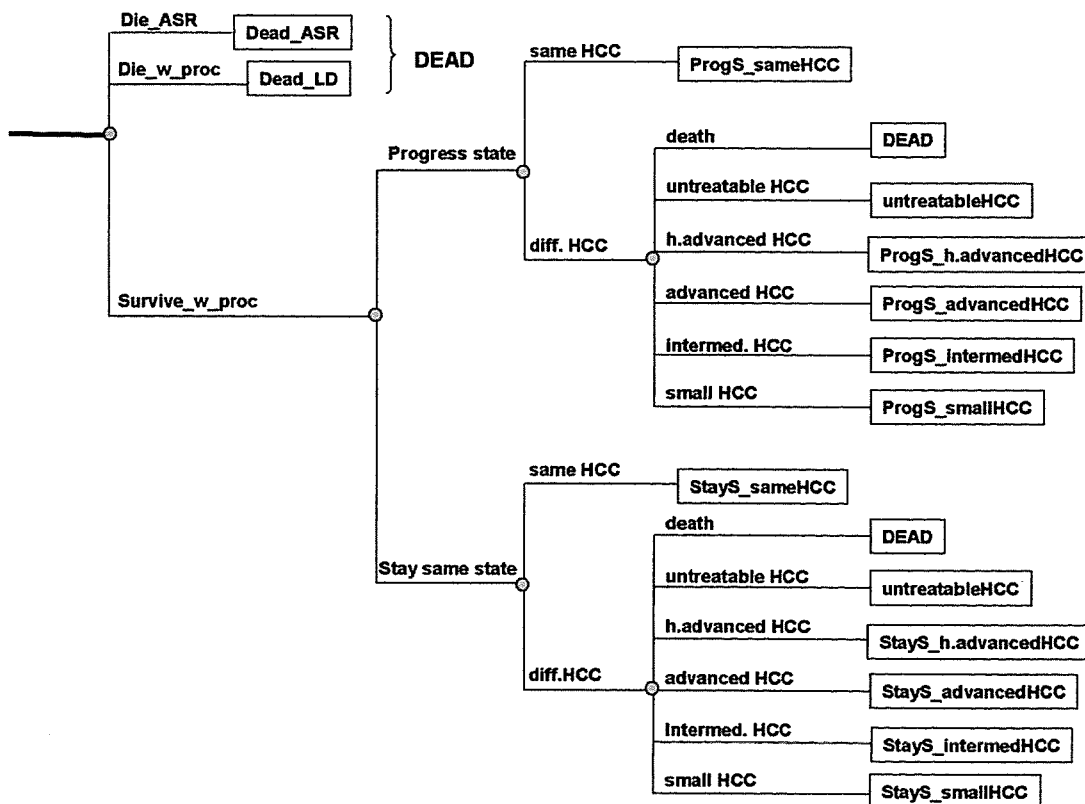 Die_ASR
Dead_ASR
Die_w_proc
Dead_LD
DEAD
Survive_w_proc
Progress state
same HCC
ProgS_sameHCC
diff. HCC
death
DEAD
untreatable HCC
untreatableHCC
h.advanced HCC
ProgS_h.advancedHCC
advanced HCC
ProgS_advancedHCC
intermed. HCC
ProgS_intermedHCC
small HCC
ProgS_smallHCC
Stay same state
same HCC
StayS_sameHCC
diff.HCC
death
DEAD
untreatable HCC
untreatableHCC
h.advanced HCC
StayS_h.advancedHCC
advanced HCC
StayS_advancedHCC
Intermed. HCC
StayS_intermedHCC
small HCC
StayS_smallHCC